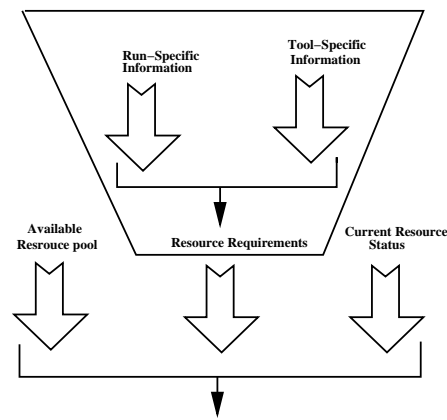 Run−Specific
Information
Tool−Specific
Information
Available
Resrouce pool
Resource Requirements
Current Resource
Status